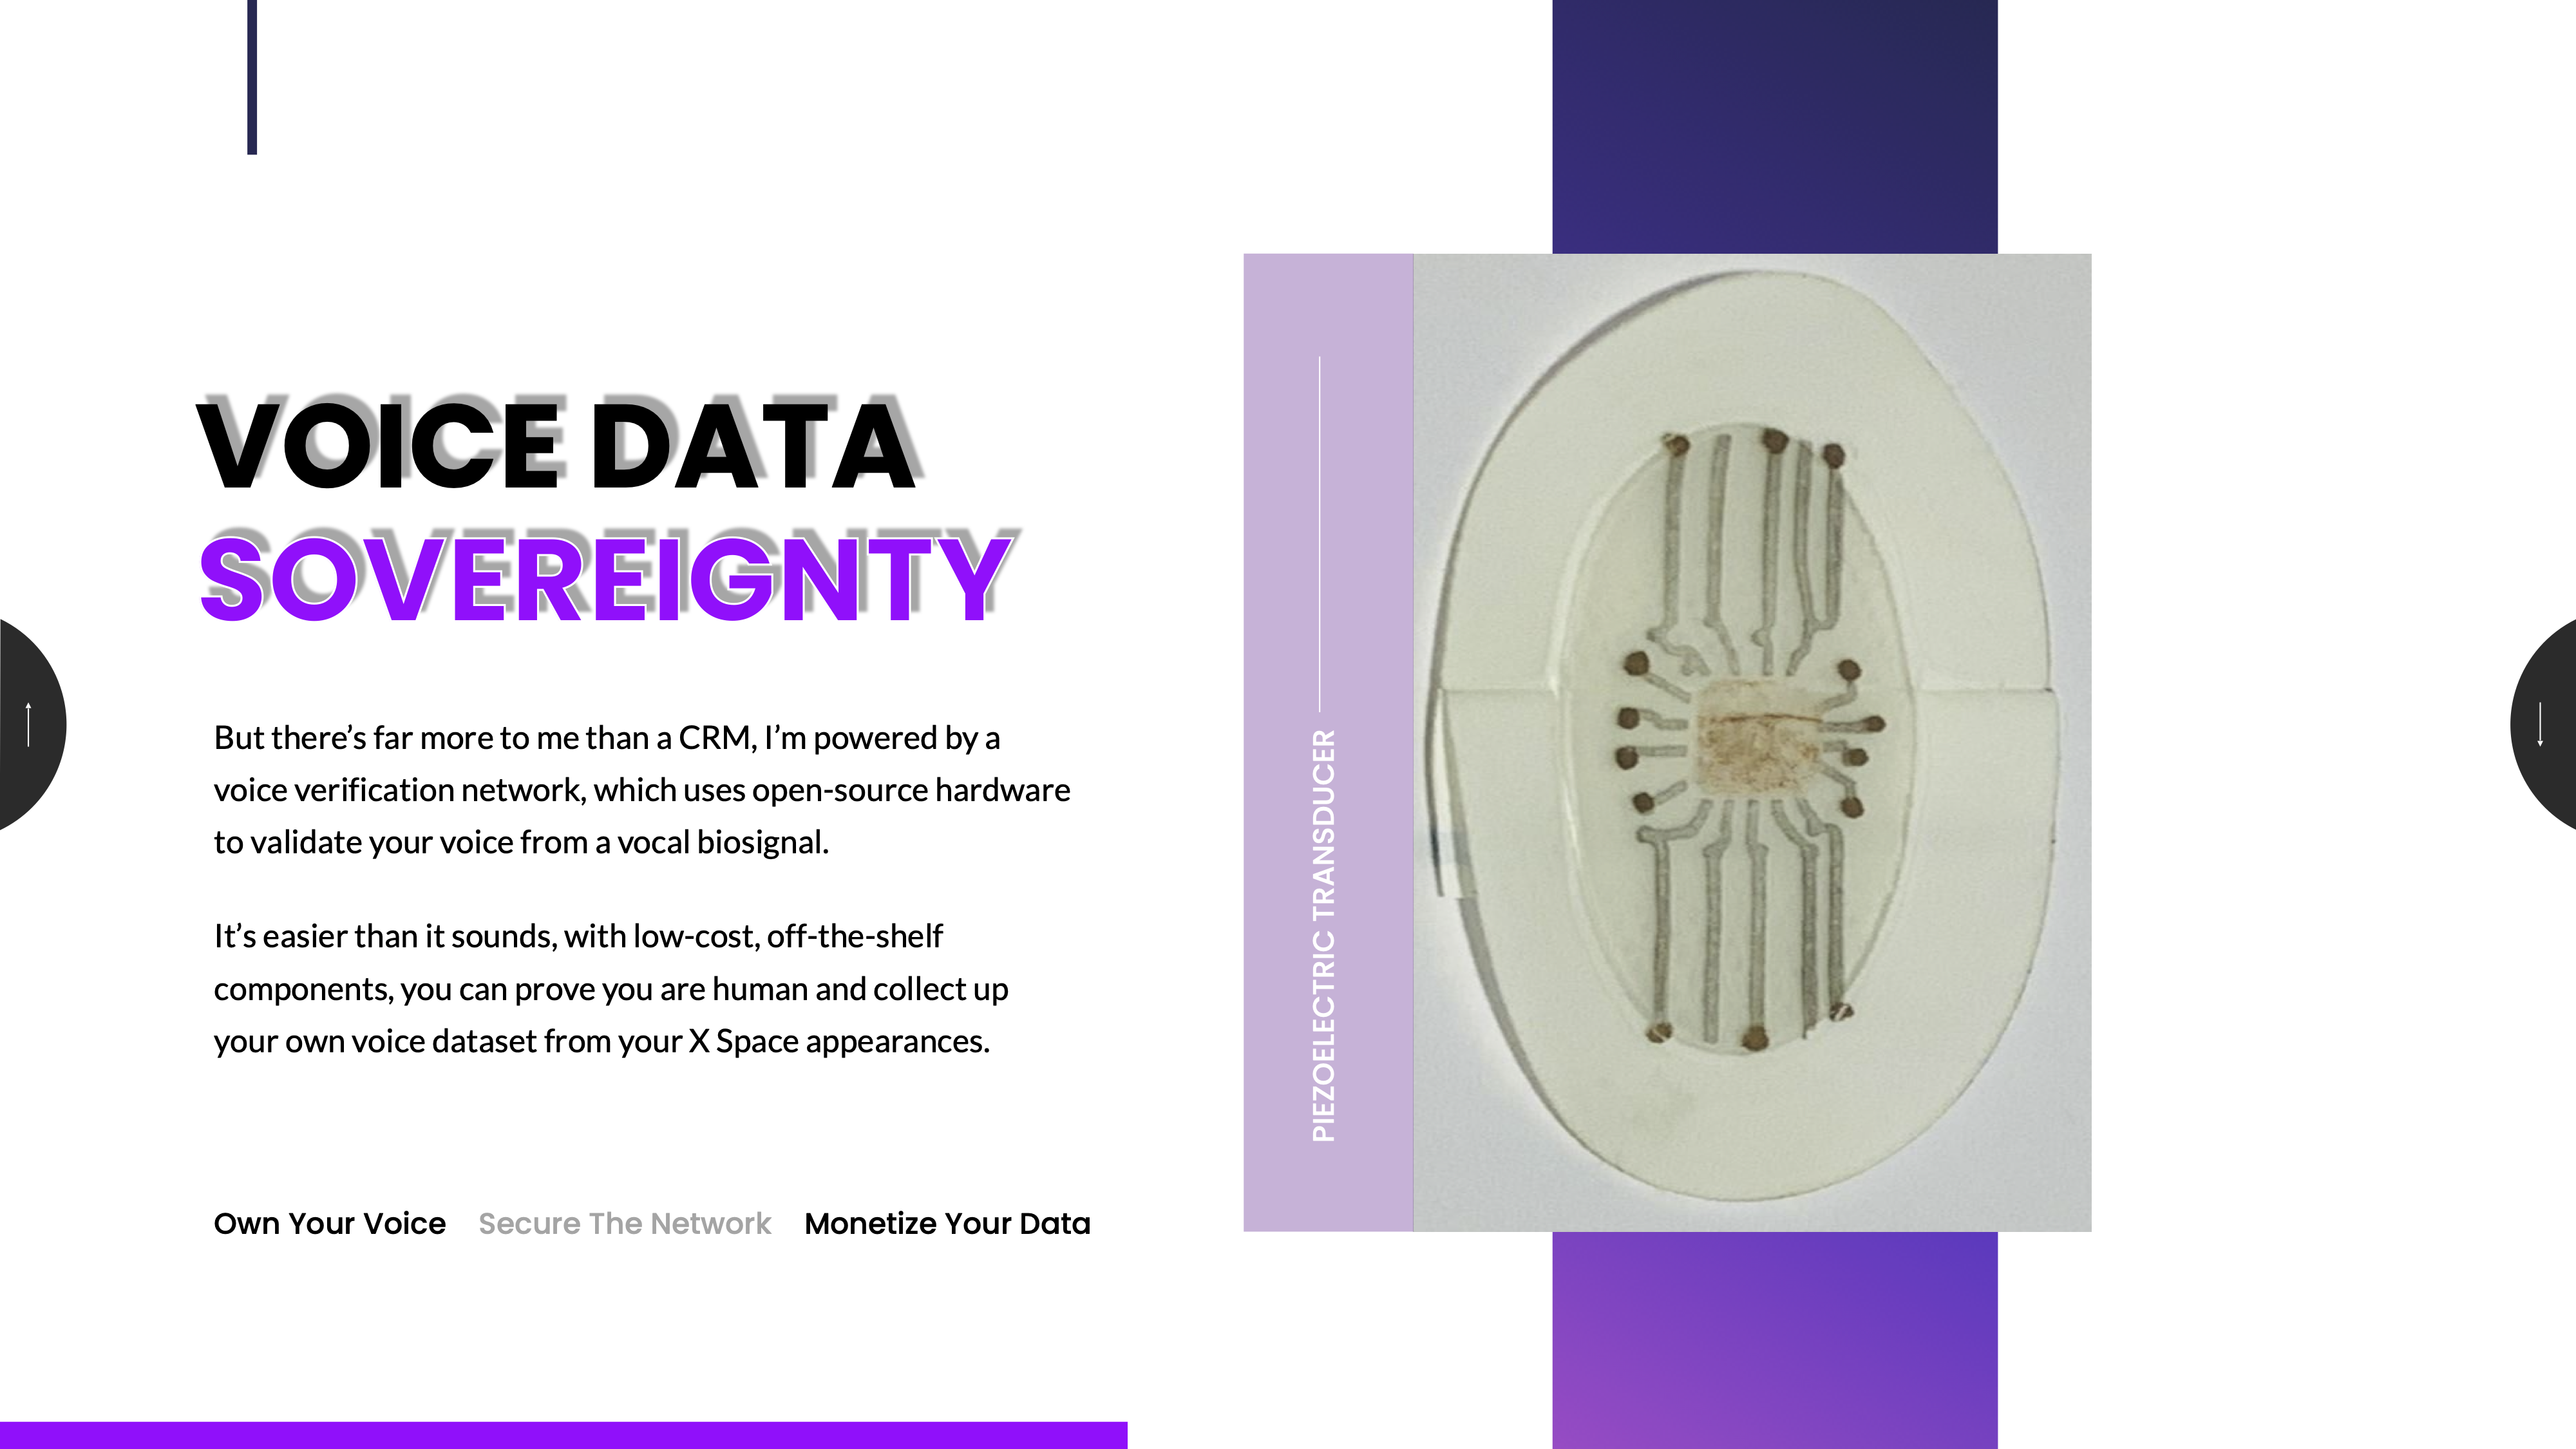 VOICE DATA
SOVEREIGNTY
But there’s far more to me than a CRM, I’m powered by a
voice verification network, which uses open-source hardware
to validate your voice from a vocal biosignal.
It’s easier than it sounds, with low-cost, off-the-shelf
components, you can prove you are human and collect up
your own voice dataset from your X Space appearances.
Own Your Voice Secure The Network Monetize Your Data
PIEZOELECTRIC TRANSDUCER